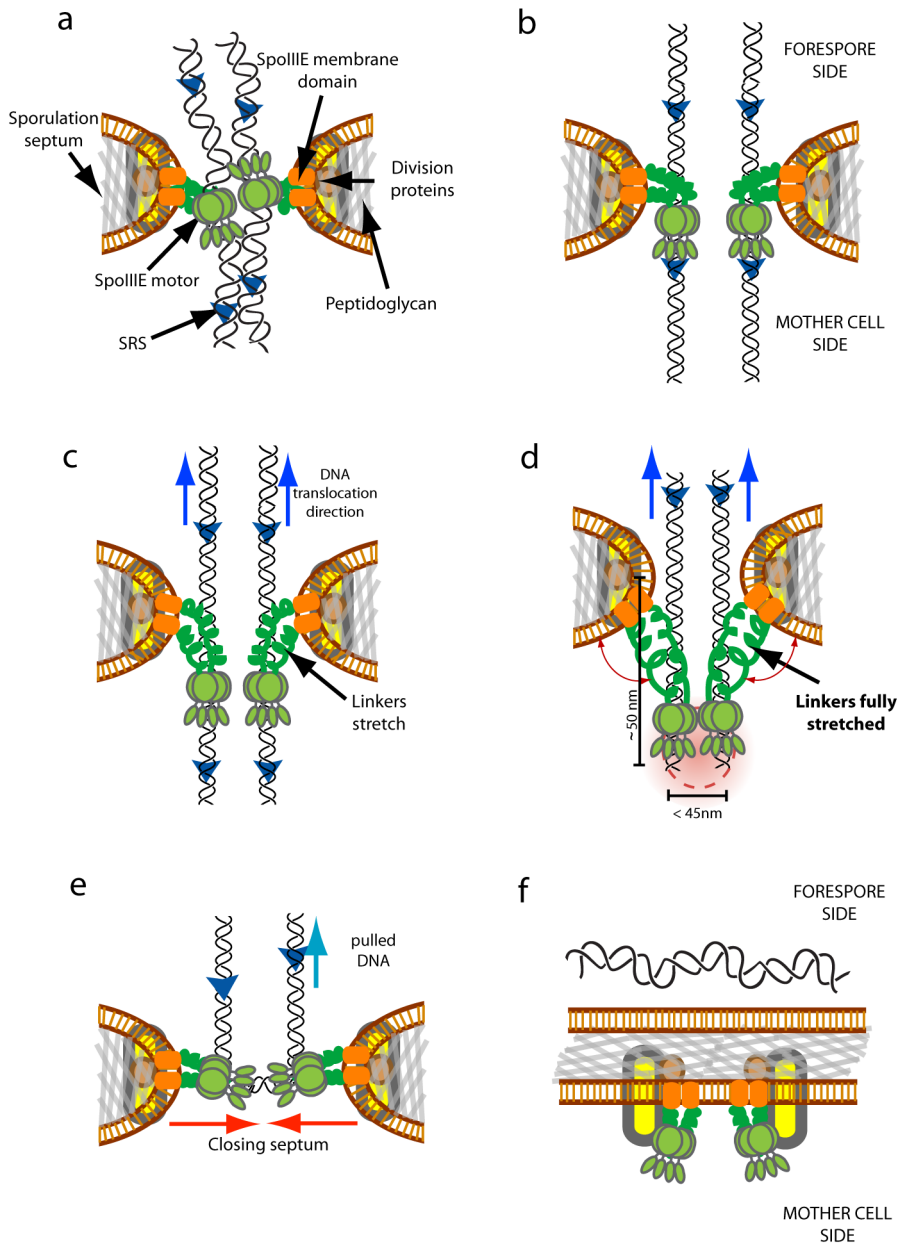 a
SpoIIIE membrane
domain
Sporulation
septum
Division
proteins
SpoIIIE motor
Peptidoglycan
SRS
b
FORESPORE
SIDE
MOTHER CELL
SIDE
c
DNA
translocation
direction
Linkers
stretch
d
~50 nm
Linkers fully
stretched
< 45nm
e
pulled
DNA
Closing septum
f
FORESPORE
SIDE
MOTHER CELL
SIDE